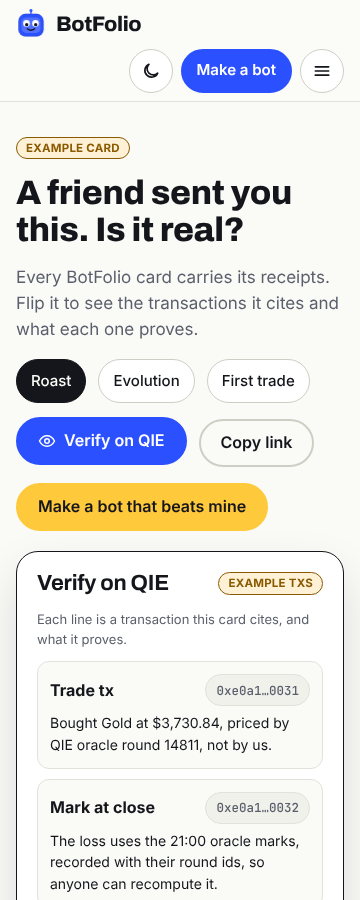 BotFolio
Make a bot
EXAMPLE CARD
A friend sent you
this. Is it real?
Every BotFolio card carries its receipts.
Flip it to see the transactions it cites and
what each one proves.
Roast
Evolution
First trade
Verify on QIE
Copy link
Make a bot that beats mine
Verify on QIE
EXAMPLE TXS
Each line is a transaction this card cites, and
what it proves.
Trade tx
0xe0a1…0031
Bought Gold at $3,730.84, priced by
QIE oracle round 14811, not by us.
Mark at close
0xe0a1…0032
The loss uses the 21:00 oracle marks,
recorded with their round ids, so
anyone can recompute it.